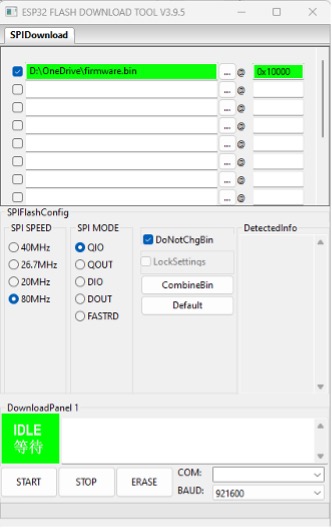 ESP32 FLASH DOWNLOAD TOOL V3.9.5
SPIDownload
D:\OneDrive\firmware.bin ... @ 0x10000
... @
... @
... @
... @
... @
... @
... @
SPIFlashConfig
SPI SPEED
40MHz
26.7MHz
20MHz
80MHz
SPI MODE
QIO
QOUT
DIO
DOUT
FASTRD
DoNotChgBin
LockSettings
CombineBin
Default
DetectedInfo
DownloadPanel 1
IDLE
等待
START STOP ERASE
COM:
BAUD: 921600